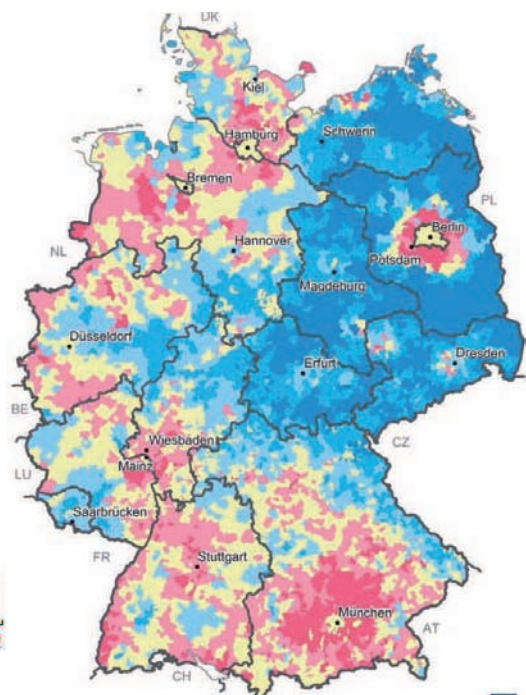 DK
Kiel
Schwerin
Hamburg
Bremen
PL
Berlin
NL
Hannover
Potsdam
Magdeburg
Düsseldorf
Erfurt
Dresden
BE
CZ
Wiesbaden
LU
Mainz
Saarbrücken
FR
Stuttgart
München
AT
CH